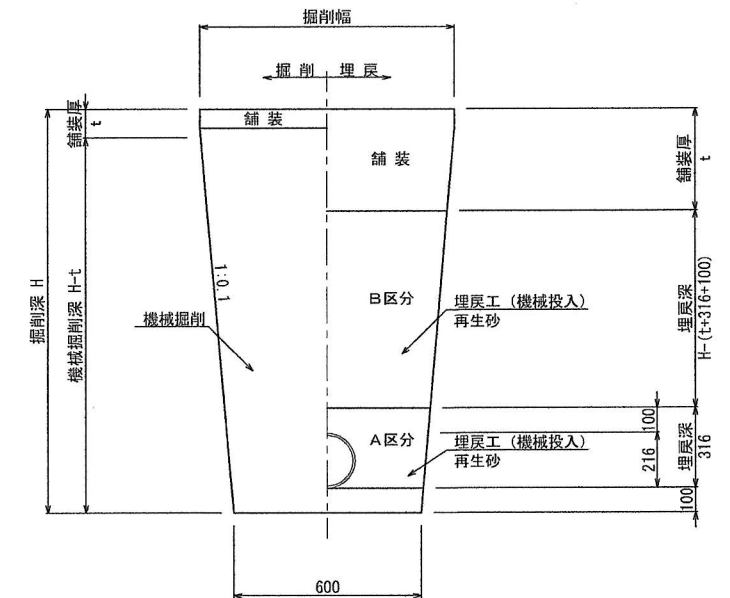 掘削幅
掘 削 埋 戻
舗装厚
t
舗 装
舗 装
舗装厚
t
掘削深 H
機械掘削深 H-t
1:0.1
機械掘削
B区分
埋戻工（機械投入）
再生砂
埋戻深
H-(t+316+100)
A区分
埋戻工（機械投入）
再生砂
100
216
埋戻深
316
100
600